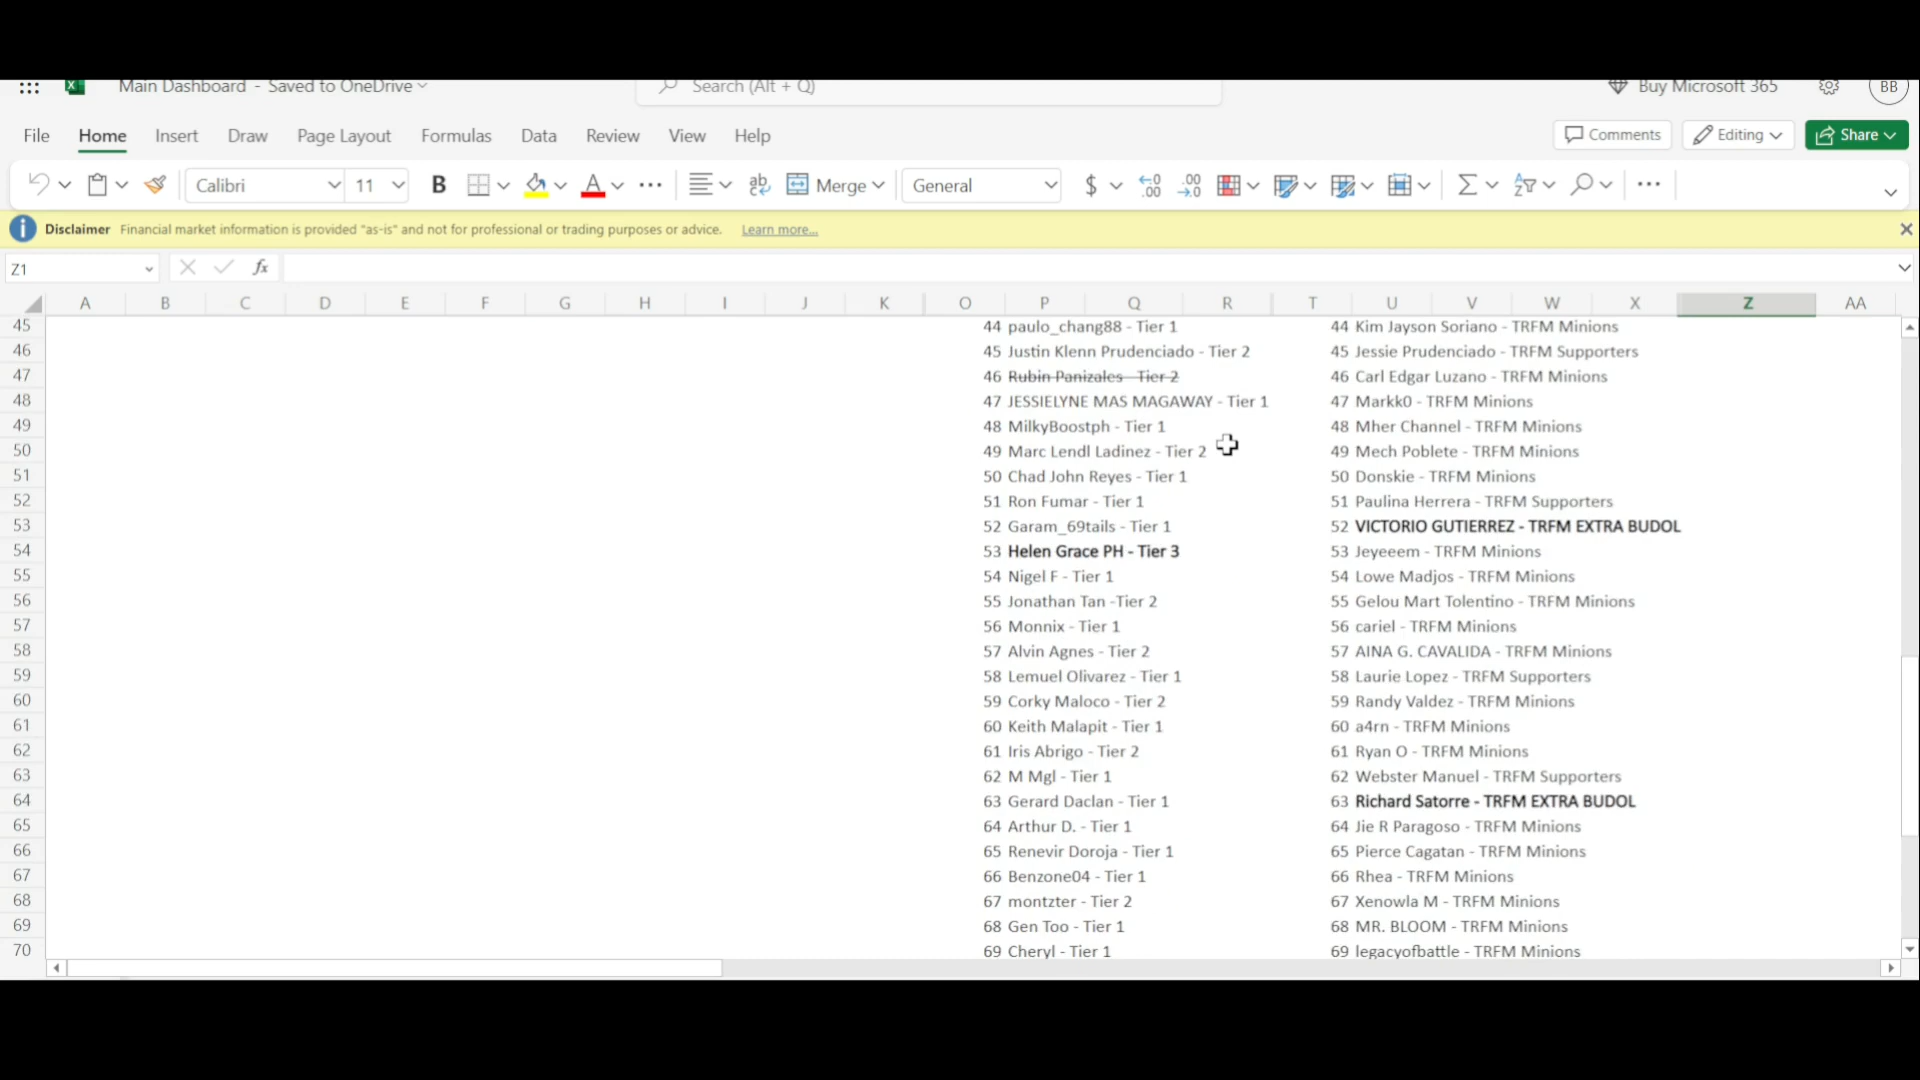 Main Dashboard - Saved to OneDrive
Search (Alt + Q)
Buy Microsoft 365
BB
File Home Insert Draw Page Layout Formulas Data Review View Help
Comments Editing Share
Calibri 11 B A ab Merge General $ .00 .00
Disclaimer Financial market information is provided "as-is" and not for professional or trading purposes or advice. Learn more...
Z1 fx
A B C D E F G H I J K O P Q R T U V W X Z AA
45 44 paulo_chang88 - Tier 1 44 Kim Jayson Soriano - TRFM Minions
46 45 Justin Klenn Prudenciado - Tier 2 45 Jessie Prudenciado - TRFM Supporters
47 46 Rubin Panizales - Tier 2 46 Carl Edgar Luzano - TRFM Minions
48 47 JESSIELYNE MAS MAGAWAY - Tier 1 47 Markk0 - TRFM Minions
49 48 MilkyBoostph - Tier 1 48 Mher Channel - TRFM Minions
50 49 Marc Lendl Ladinez - Tier 2 49 Mech Poblete - TRFM Minions
51 50 Chad John Reyes - Tier 1 50 Donskie - TRFM Minions
52 51 Ron Fumar - Tier 1 51 Paulina Herrera - TRFM Supporters
53 52 Garam_69tails - Tier 1 52 VICTORIO GUTIERREZ - TRFM EXTRA BUDOL
54 53 Helen Grace PH - Tier 3 53 Jeyeeem - TRFM Minions
55 54 Nigel F - Tier 1 54 Lowe Madjos - TRFM Minions
56 55 Jonathan Tan -Tier 2 55 Gelou Mart Tolentino - TRFM Minions
57 56 Monnix - Tier 1 56 cariel - TRFM Minions
58 57 Alvin Agnes - Tier 2 57 AINA G. CAVALIDA - TRFM Minions
59 58 Lemuel Olivarez - Tier 1 58 Laurie Lopez - TRFM Supporters
60 59 Corky Maloco - Tier 2 59 Randy Valdez - TRFM Minions
61 60 Keith Malapit - Tier 1 60 a4rn - TRFM Minions
62 61 Iris Abrigo - Tier 2 61 Ryan O - TRFM Minions
63 62 M Mgl - Tier 1 62 Webster Manuel - TRFM Supporters
64 63 Gerard Daclan - Tier 1 63 Richard Satorre - TRFM EXTRA BUDOL
65 64 Arthur D. - Tier 1 64 Jie R Paragoso - TRFM Minions
66 65 Renevir Doroja - Tier 1 65 Pierce Cagatan - TRFM Minions
67 66 Benzone04 - Tier 1 66 Rhea - TRFM Minions
68 67 montzter - Tier 2 67 Xenowla M - TRFM Minions
69 68 Gen Too - Tier 1 68 MR. BLOOM - TRFM Minions
70 69 Cheryl - Tier 1 69 legacyofbattle - TRFM Minions